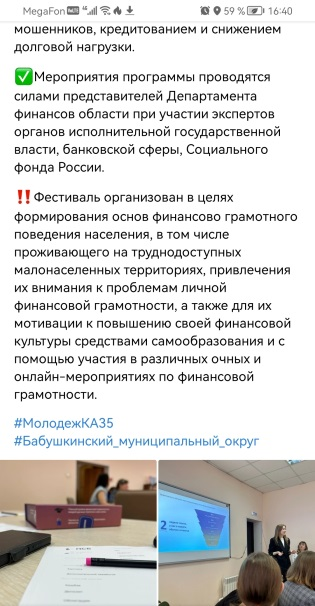 MegaFon 59 % 16:40
мошенников, кредитованием и снижением
долговой нагрузки.
✅Мероприятия программы проводятся
силами представителей Департамента
финансов области при участии экспертов
органов исполнительной государственной
власти, банковской сферы, Социального
фонда России.
‼️Фестиваль организован в целях
формирования основ финансово грамотного
поведения населения, в том числе
проживающего на труднодоступных
малонаселенных территориях, привлечения
их внимания к проблемам личной
финансовой грамотности, а также для их
мотивации к повышению своей финансовой
культуры средствами самообразования и с
помощью участия в различных очных и
онлайн-мероприятиях по финансовой
грамотности.
#МолодежКА35
#Бабушкинский_муниципальный_округ
2